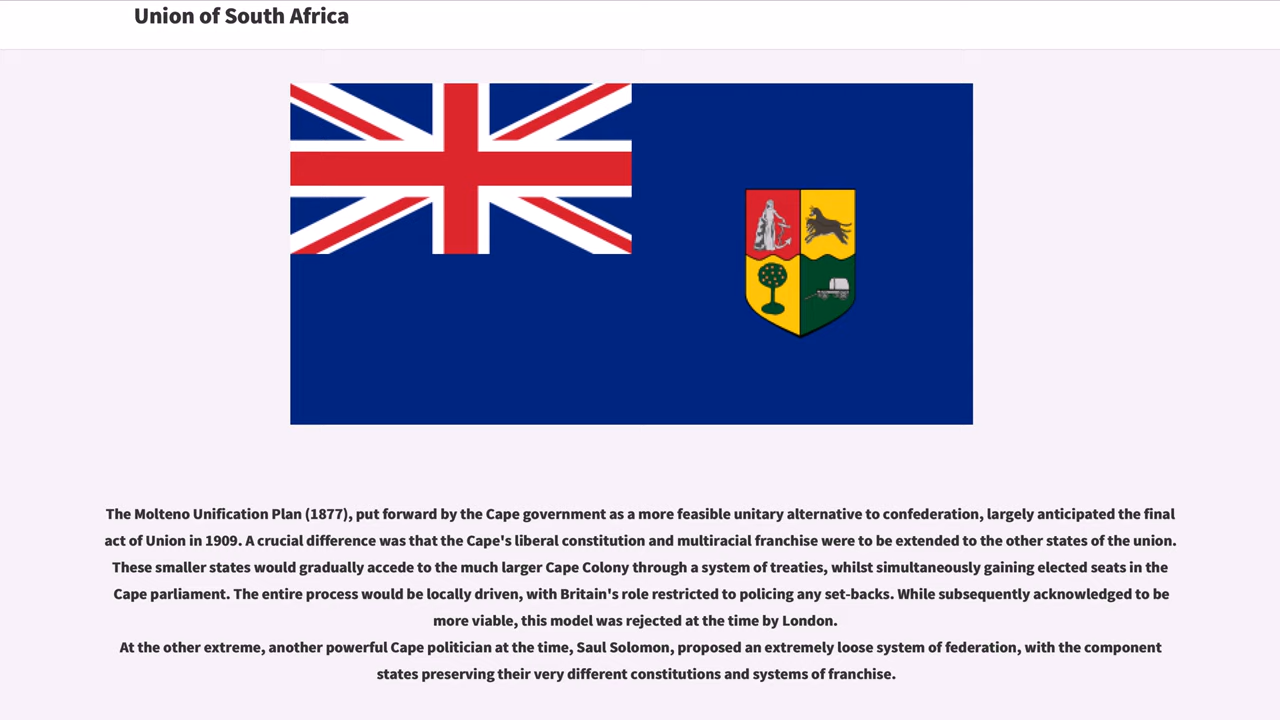 Union of South Africa
The Molteno Unification Plan (1877), put forward by the Cape government as a more feasible unitary alternative to confederation, largely anticipated the final
act of Union in 1909. A crucial difference was that the Cape's liberal constitution and multiracial franchise were to be extended to the other states of the union.
These smaller states would gradually accede to the much larger Cape Colony through a system of treaties, whilst simultaneously gaining elected seats in the
Cape parliament. The entire process would be locally driven, with Britain's role restricted to policing any set-backs. While subsequently acknowledged to be
more viable, this model was rejected at the time by London.
At the other extreme, another powerful Cape politician at the time, Saul Solomon, proposed an extremely loose system of federation, with the component
states preserving their very different constitutions and systems of franchise.